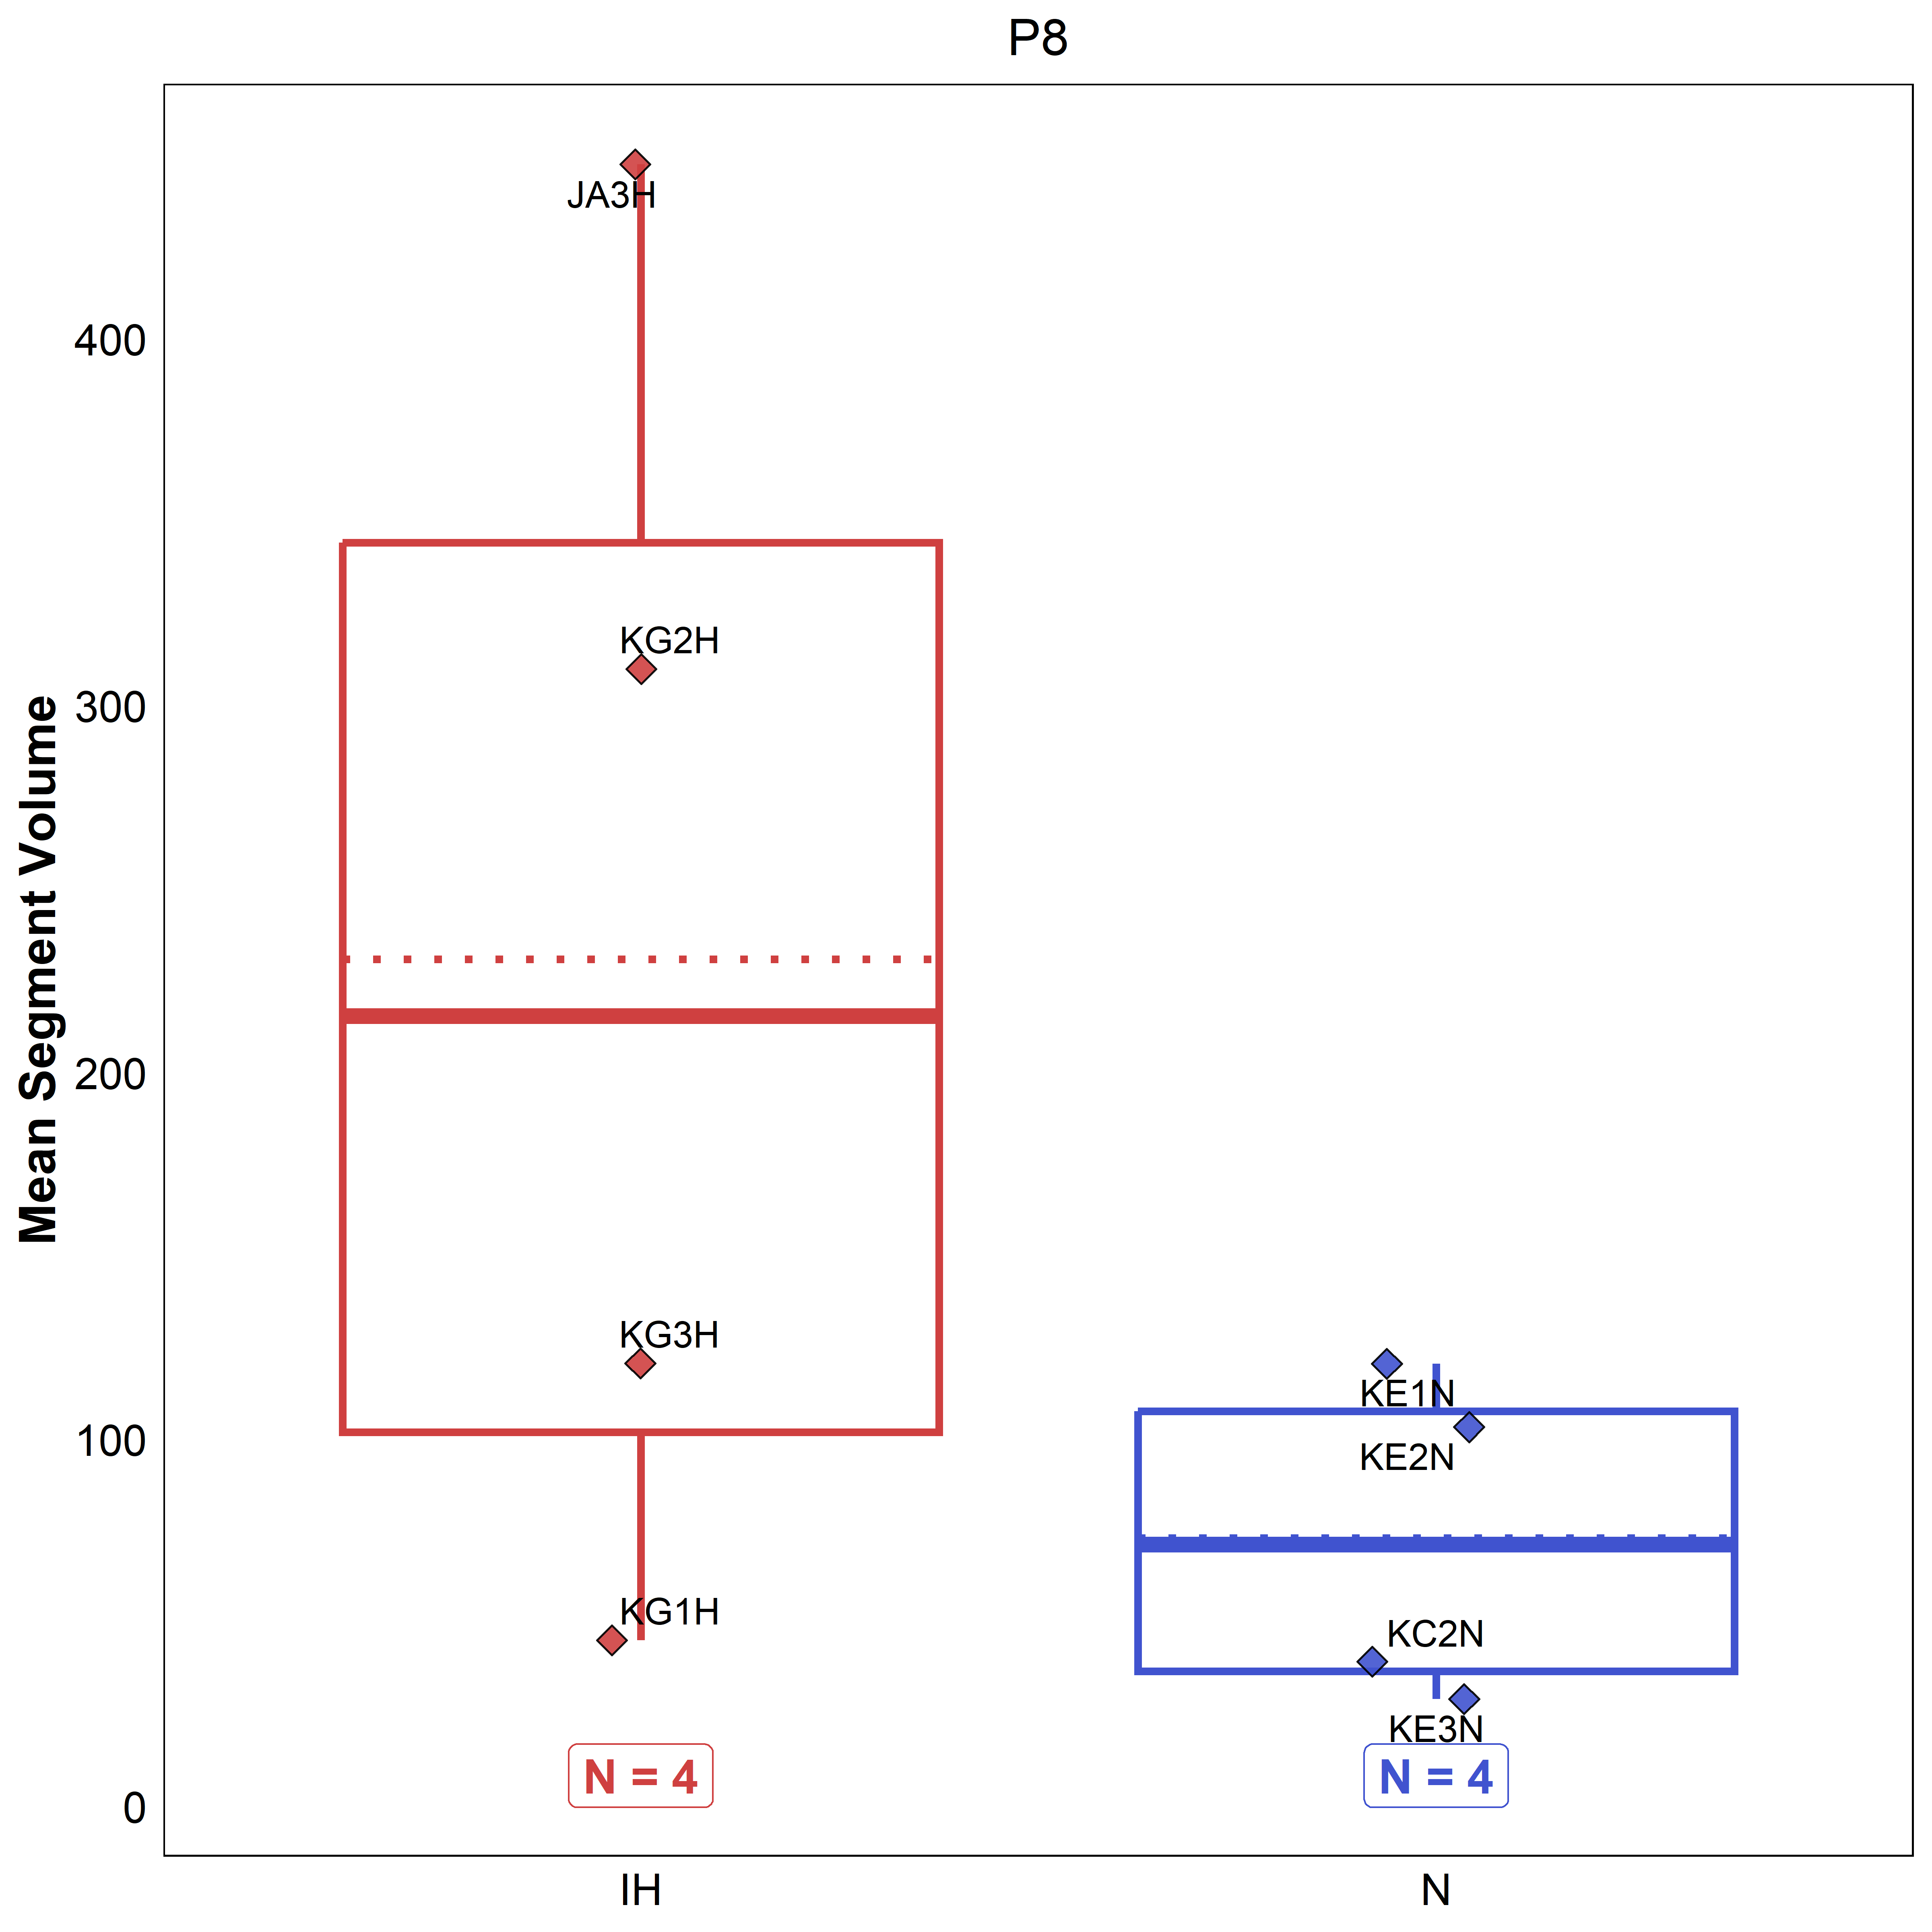 P8
Mean Segment Volume
400
300
200
100
0
JA3H
KG2H
KG3H
KG1H
KE1N
KE2N
KC2N
KE3N
N = 4
N = 4
IH
N